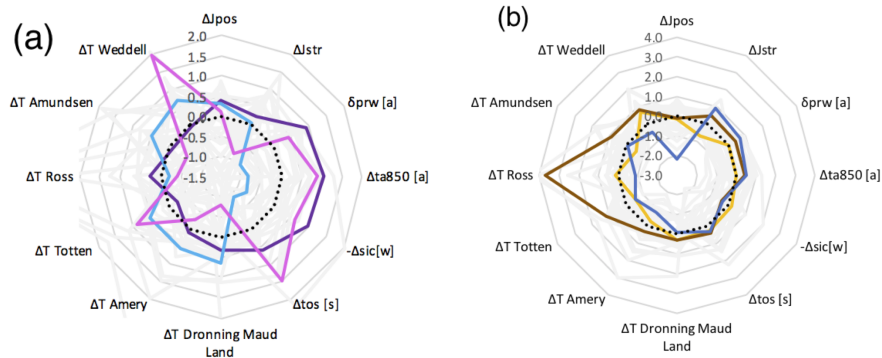 (a)
ΔJpos
2.0
1.5
1.0
0.5
0.0
-0.5
-1.0
-1.5
ΔJstr
δprw [a]
Δta850 [a]
-Δsic[w]
Δtos [s]
ΔT Dronning Maud
Land
ΔT Amery
ΔT Totten
ΔT Ross
ΔT Amundsen
ΔT Weddell
(b)
ΔJpos
4.0
3.0
2.0
1.0
0.0
-1.0
-2.0
-3.0
ΔJstr
δprw [a]
Δta850 [a]
-Δsic[w]
Δtos [s]
ΔT Dronning Maud
Land
ΔT Amery
ΔT Totten
ΔT Ross
ΔT Amundsen
ΔT Weddell